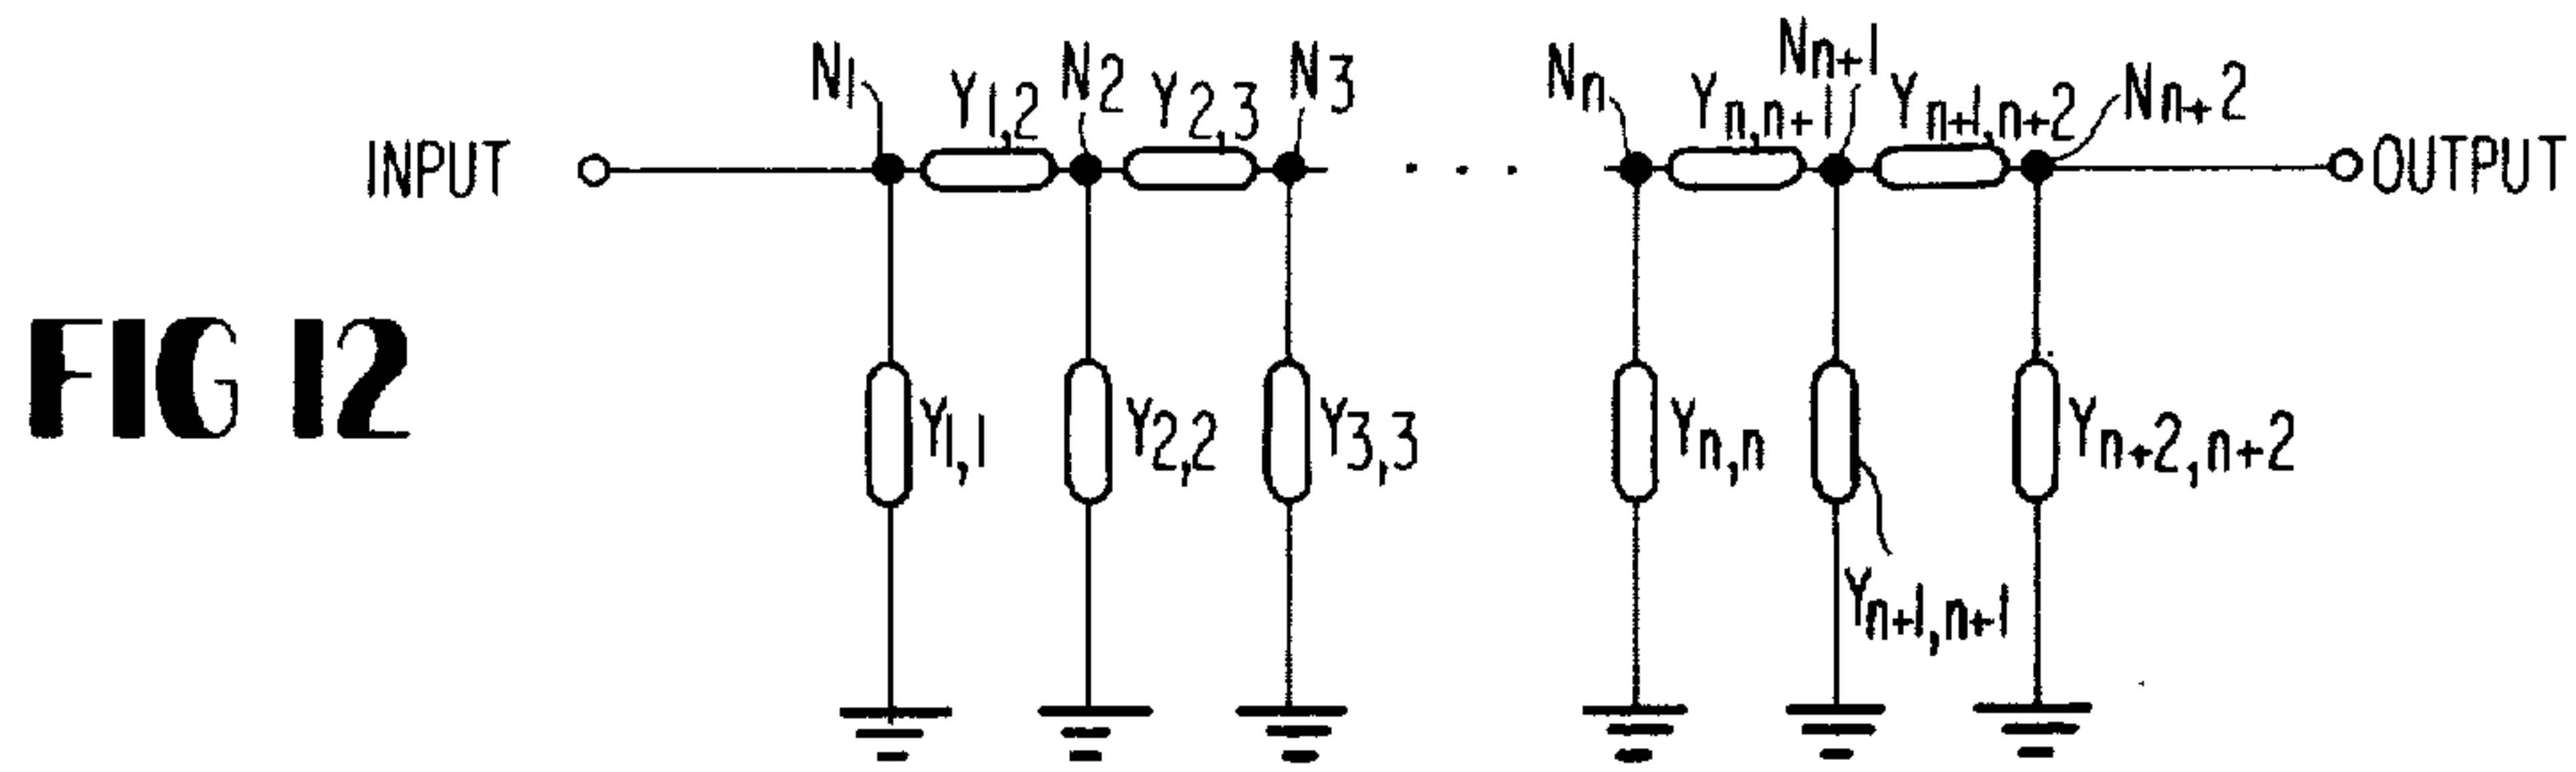 N1 Y1,2 N2 Y2,3 N3 Nn Yn,n+1 Nn+1 Yn+1,n+2 Nn+2
INPUT OUTPUT
FIG 12
Y1,1 Y2,2 Y3,3 Yn,n Yn+2,n+2
Yn+1,n+1